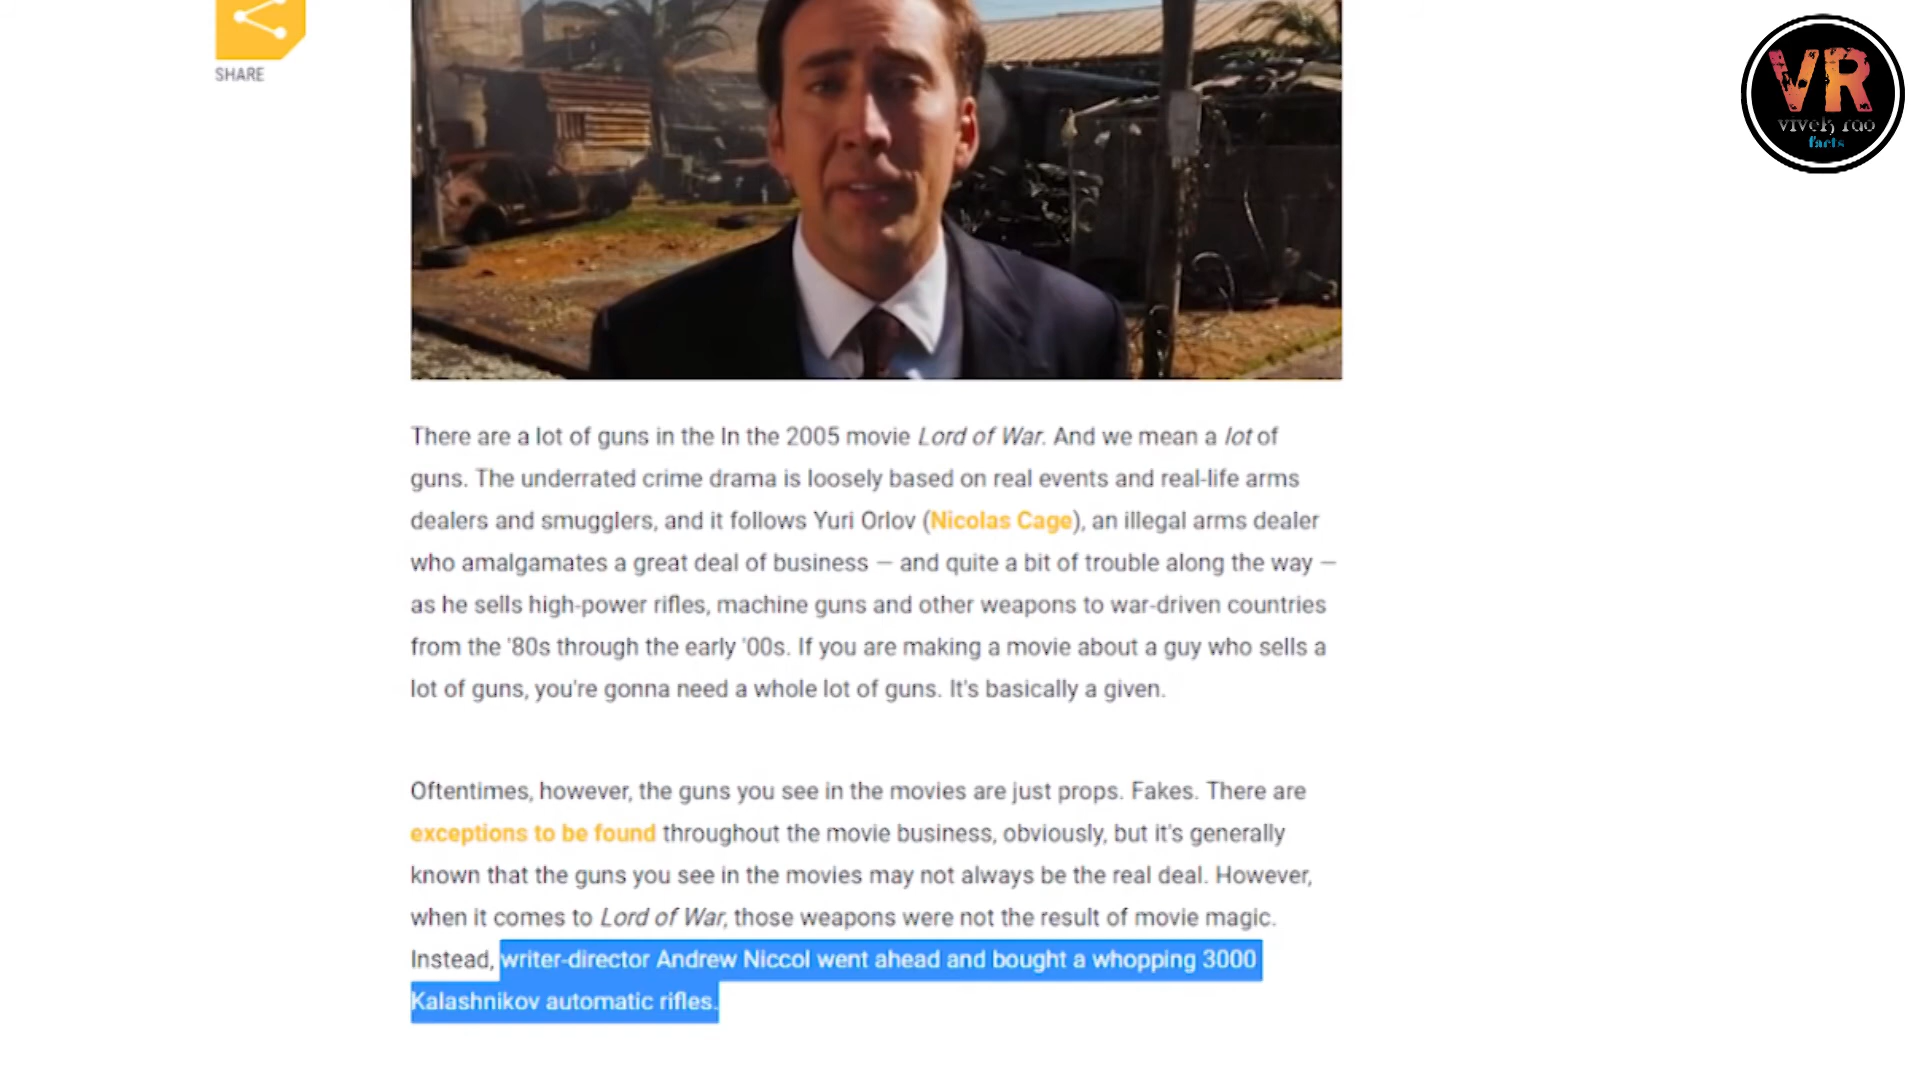 SHARE
VR
vivek rao
facts
There are a lot of guns in the In the 2005 movie Lord of War. And we mean a lot of
guns. The underrated crime drama is loosely based on real events and real-life arms
dealers and smugglers, and it follows Yuri Orlov (Nicolas Cage), an illegal arms dealer
who amalgamates a great deal of business — and quite a bit of trouble along the way —
as he sells high-power rifles, machine guns and other weapons to war-driven countries
from the '80s through the early '00s. If you are making a movie about a guy who sells a
lot of guns, you're gonna need a whole lot of guns. It's basically a given.
Oftentimes, however, the guns you see in the movies are just props. Fakes. There are
exceptions to be found throughout the movie business, obviously, but it's generally
known that the guns you see in the movies may not always be the real deal. However,
when it comes to Lord of War, those weapons were not the result of movie magic.
Instead, writer-director Andrew Niccol went ahead and bought a whopping 3000
Kalashnikov automatic rifles.